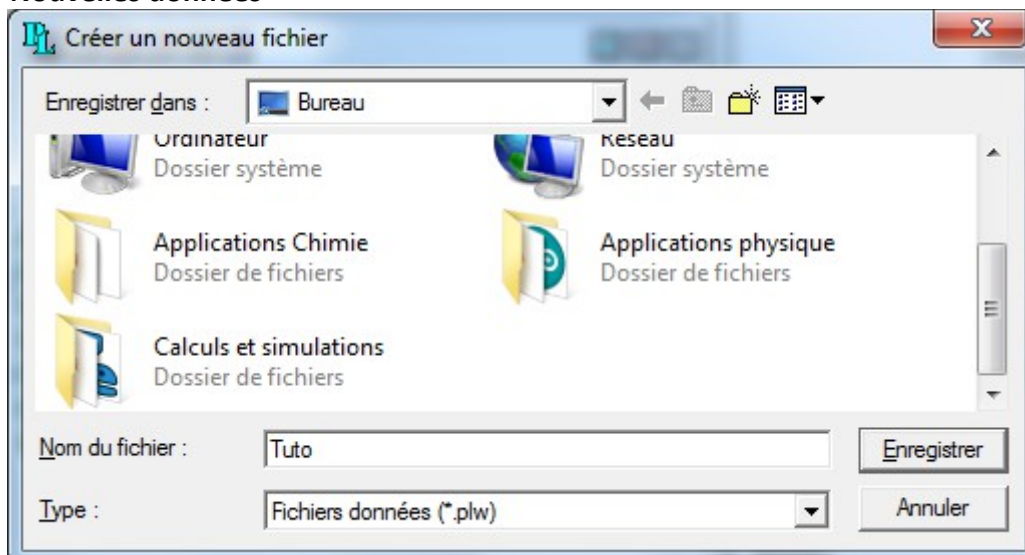 Nouvelles données
Créer un nouveau fichier
Enregistrer dans :
Bureau
Ordinateur
Dossier système
Réseau
Dossier système
Applications Chimie
Dossier de fichiers
Applications physique
Dossier de fichiers
Calculs et simulations
Dossier de fichiers
Nom du fichier :
Tuto
Enregistrer
Type :
Fichiers données (*.plw)
Annuler